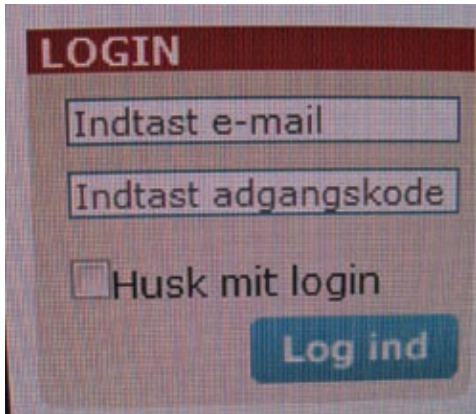 LOGIN
Indtast e-mail
Indtast adgangskode
Husk mit login
Log ind